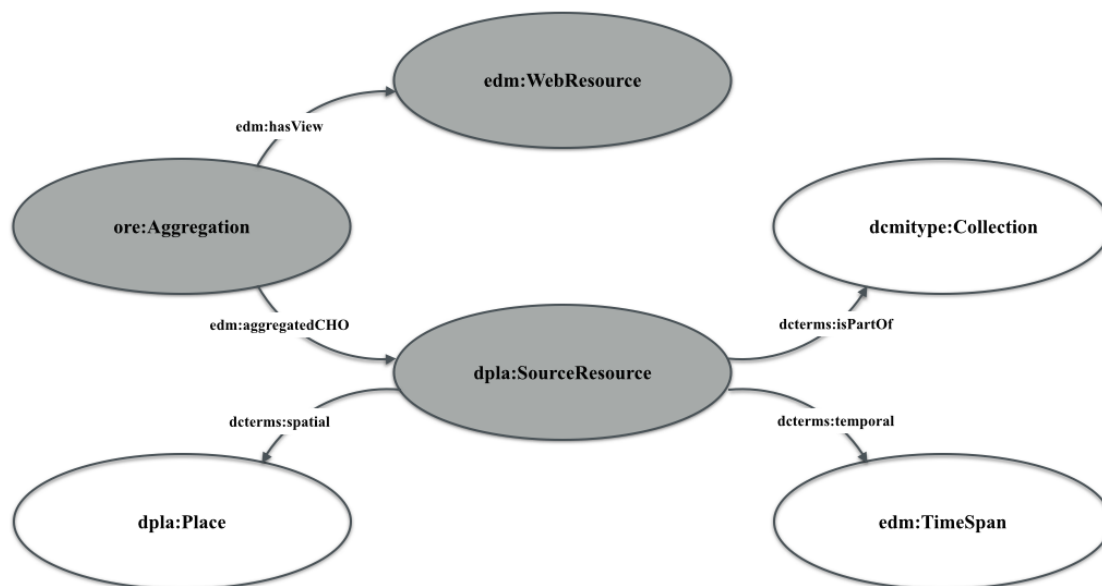 edm:WebResource
edm:hasView
ore:Aggregation
dcmitype:Collection
edm:aggregatedCHO
dcterms:isPartOf
dpla:SourceResource
dcterms:spatial
dcterms:temporal
dpla:Place
edm:TimeSpan